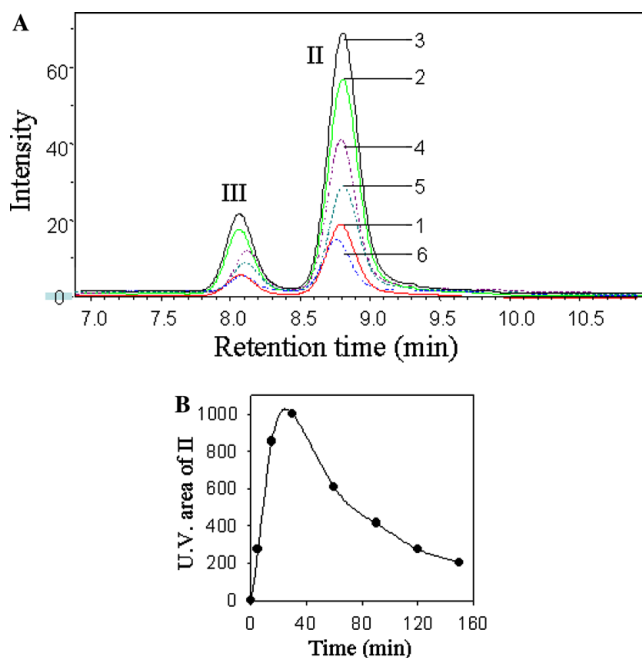 A
Intensity
60
40
20
0
III
II
3
2
4
5
1
6
7.0 7.5 8.0 8.5 9.0 9.5 10.0 10.5
Retention time (min)
B
U.V. area of II
1000
800
600
400
200
0
0 40 80 120 160
Time (min)